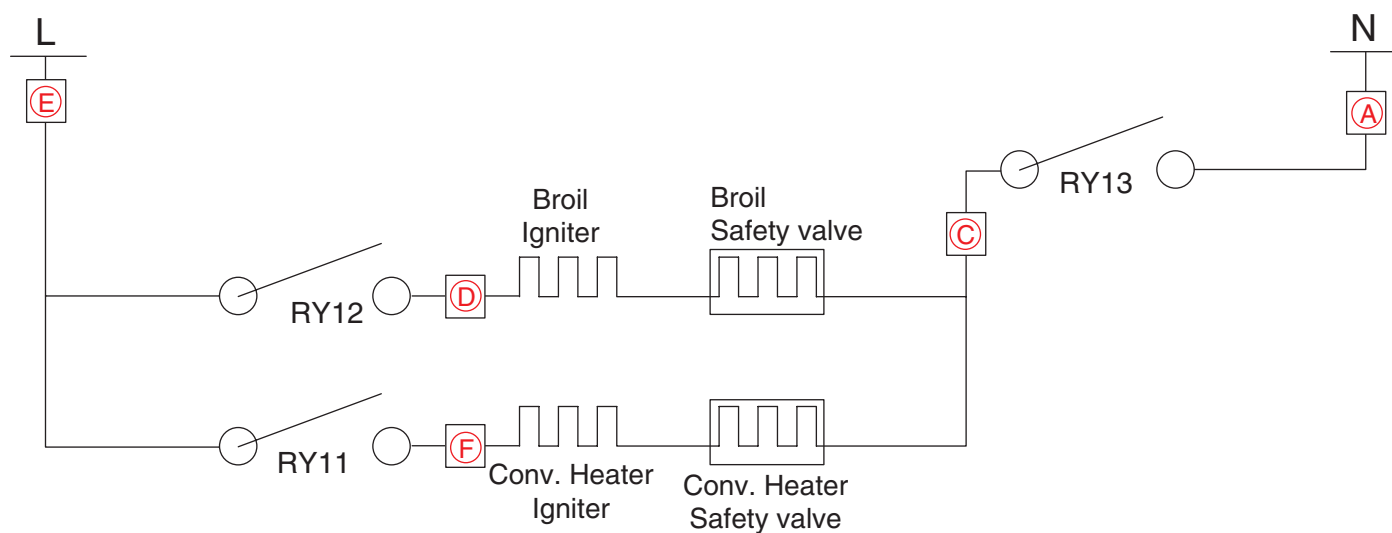 L
N
E
A
RY13
Broil
Igniter
Broil
Safety valve
C
RY12
D
RY11
F
Conv. Heater
Igniter
Conv. Heater
Safety valve